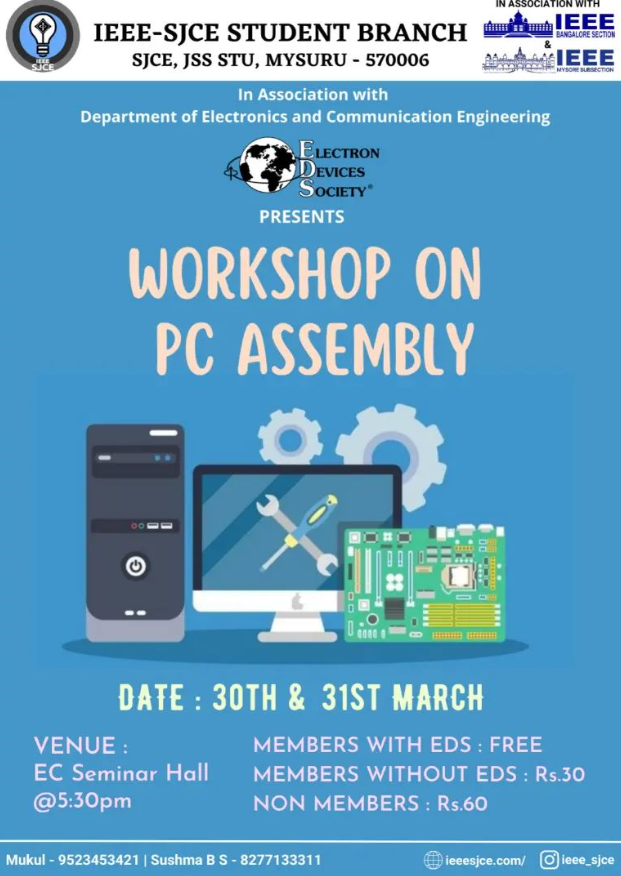 IN ASSOCIATION WITH
IEEE-SJCE STUDENT BRANCH
SJCE, JSS STU, MYSURU - 570006
IEEE
SJCE
IEEE
BANGALORE SECTION
&
IEEE
MYSORE SUBSECTION
In Association with
Department of Electronics and Communication Engineering
ELECTRON
DEVICES
SOCIETY®
PRESENTS
WORKSHOP ON
PC ASSEMBLY
DATE : 30TH & 31ST MARCH
VENUE :
EC Seminar Hall
@5:30pm
MEMBERS WITH EDS : FREE
MEMBERS WITHOUT EDS : Rs.30
NON MEMBERS : Rs.60
Mukul - 9523453421 | Sushma B S - 8277133311
ieeesjce.com/
ieee_sjce